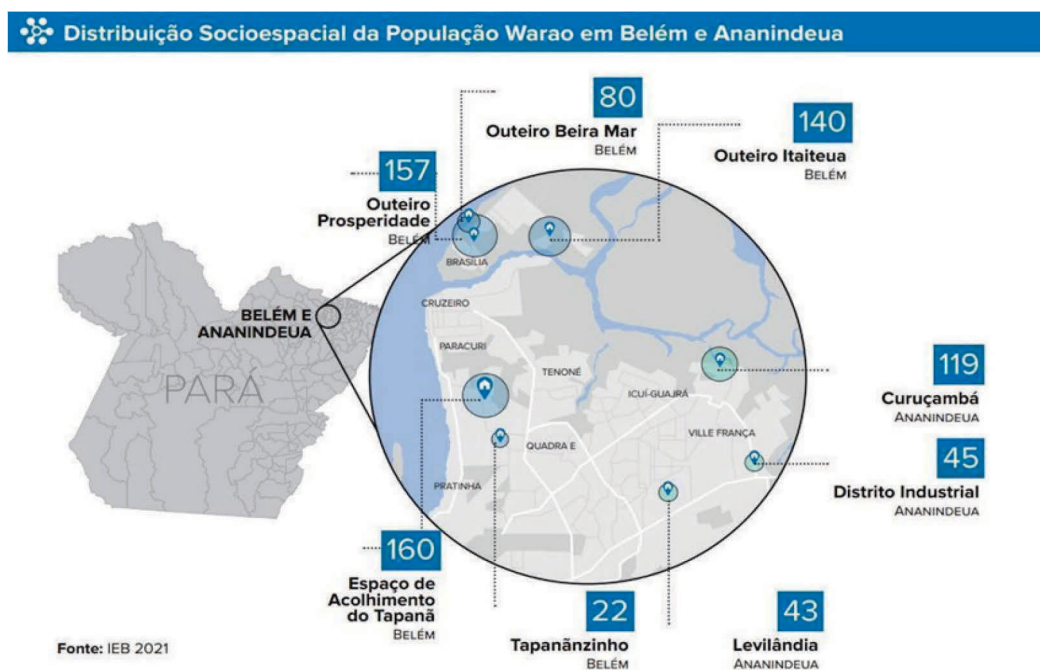 Distribuição Socioespacial da População Warao em Belém e Ananindeua
80
Outeiro Beira Mar
BELÉM
140
Outeiro Itaiteua
BELÉM
157
Outeiro
Prosperidade
BELÉM
BELÉM E
ANANINDEUA
PARÁ
BRASÍLIA
CRUZEIRO
PARACURI
TENONÉ
ICUÍ-GUAJRÁ
VILLE FRANÇA
QUADRA E
PRATINHA
119
Curuçambá
ANANINDEUA
45
Distrito Industrial
ANANINDEUA
160
Espaço de
Acolhimento
do Tapanã
BELÉM
22
Tapanãnzinho
BELÉM
43
Levilândia
ANANINDEUA
Fonte: IEB 2021